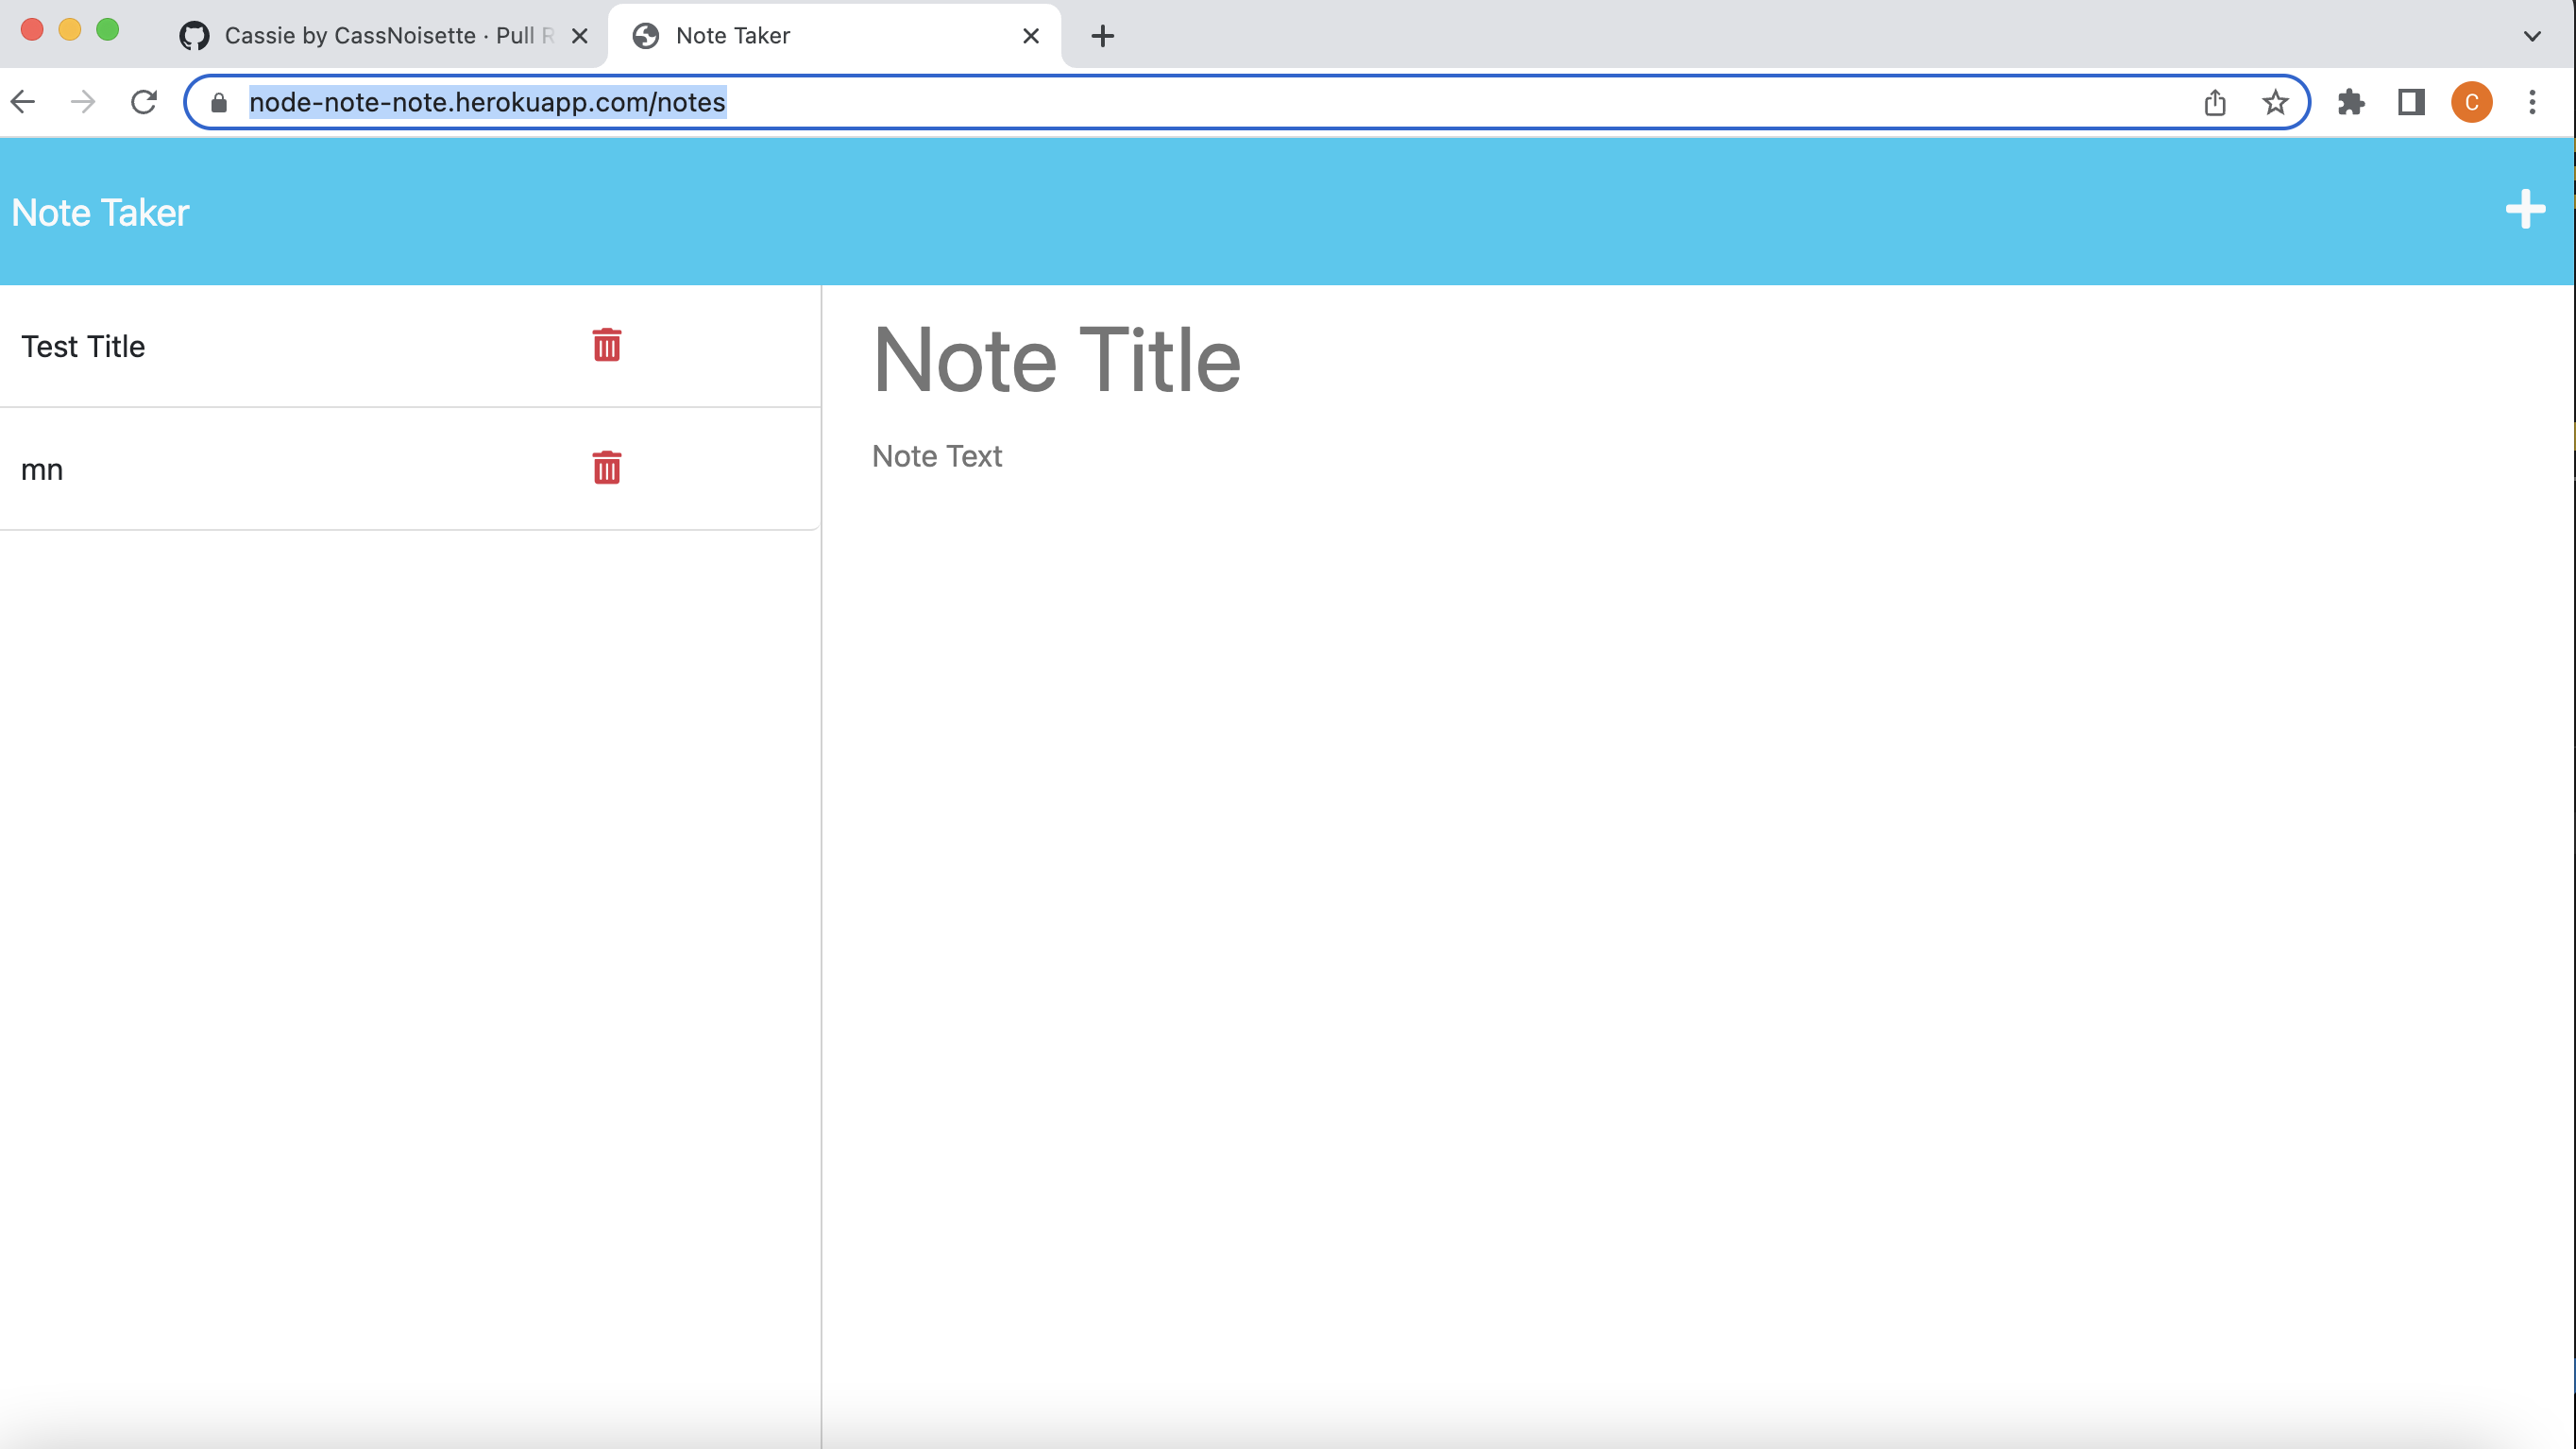 Cassie by CassNoisette · Pull R
Note Taker
node-note-note.herokuapp.com/notes
C
Note Taker
Test Title
mn
Note Title
Note Text